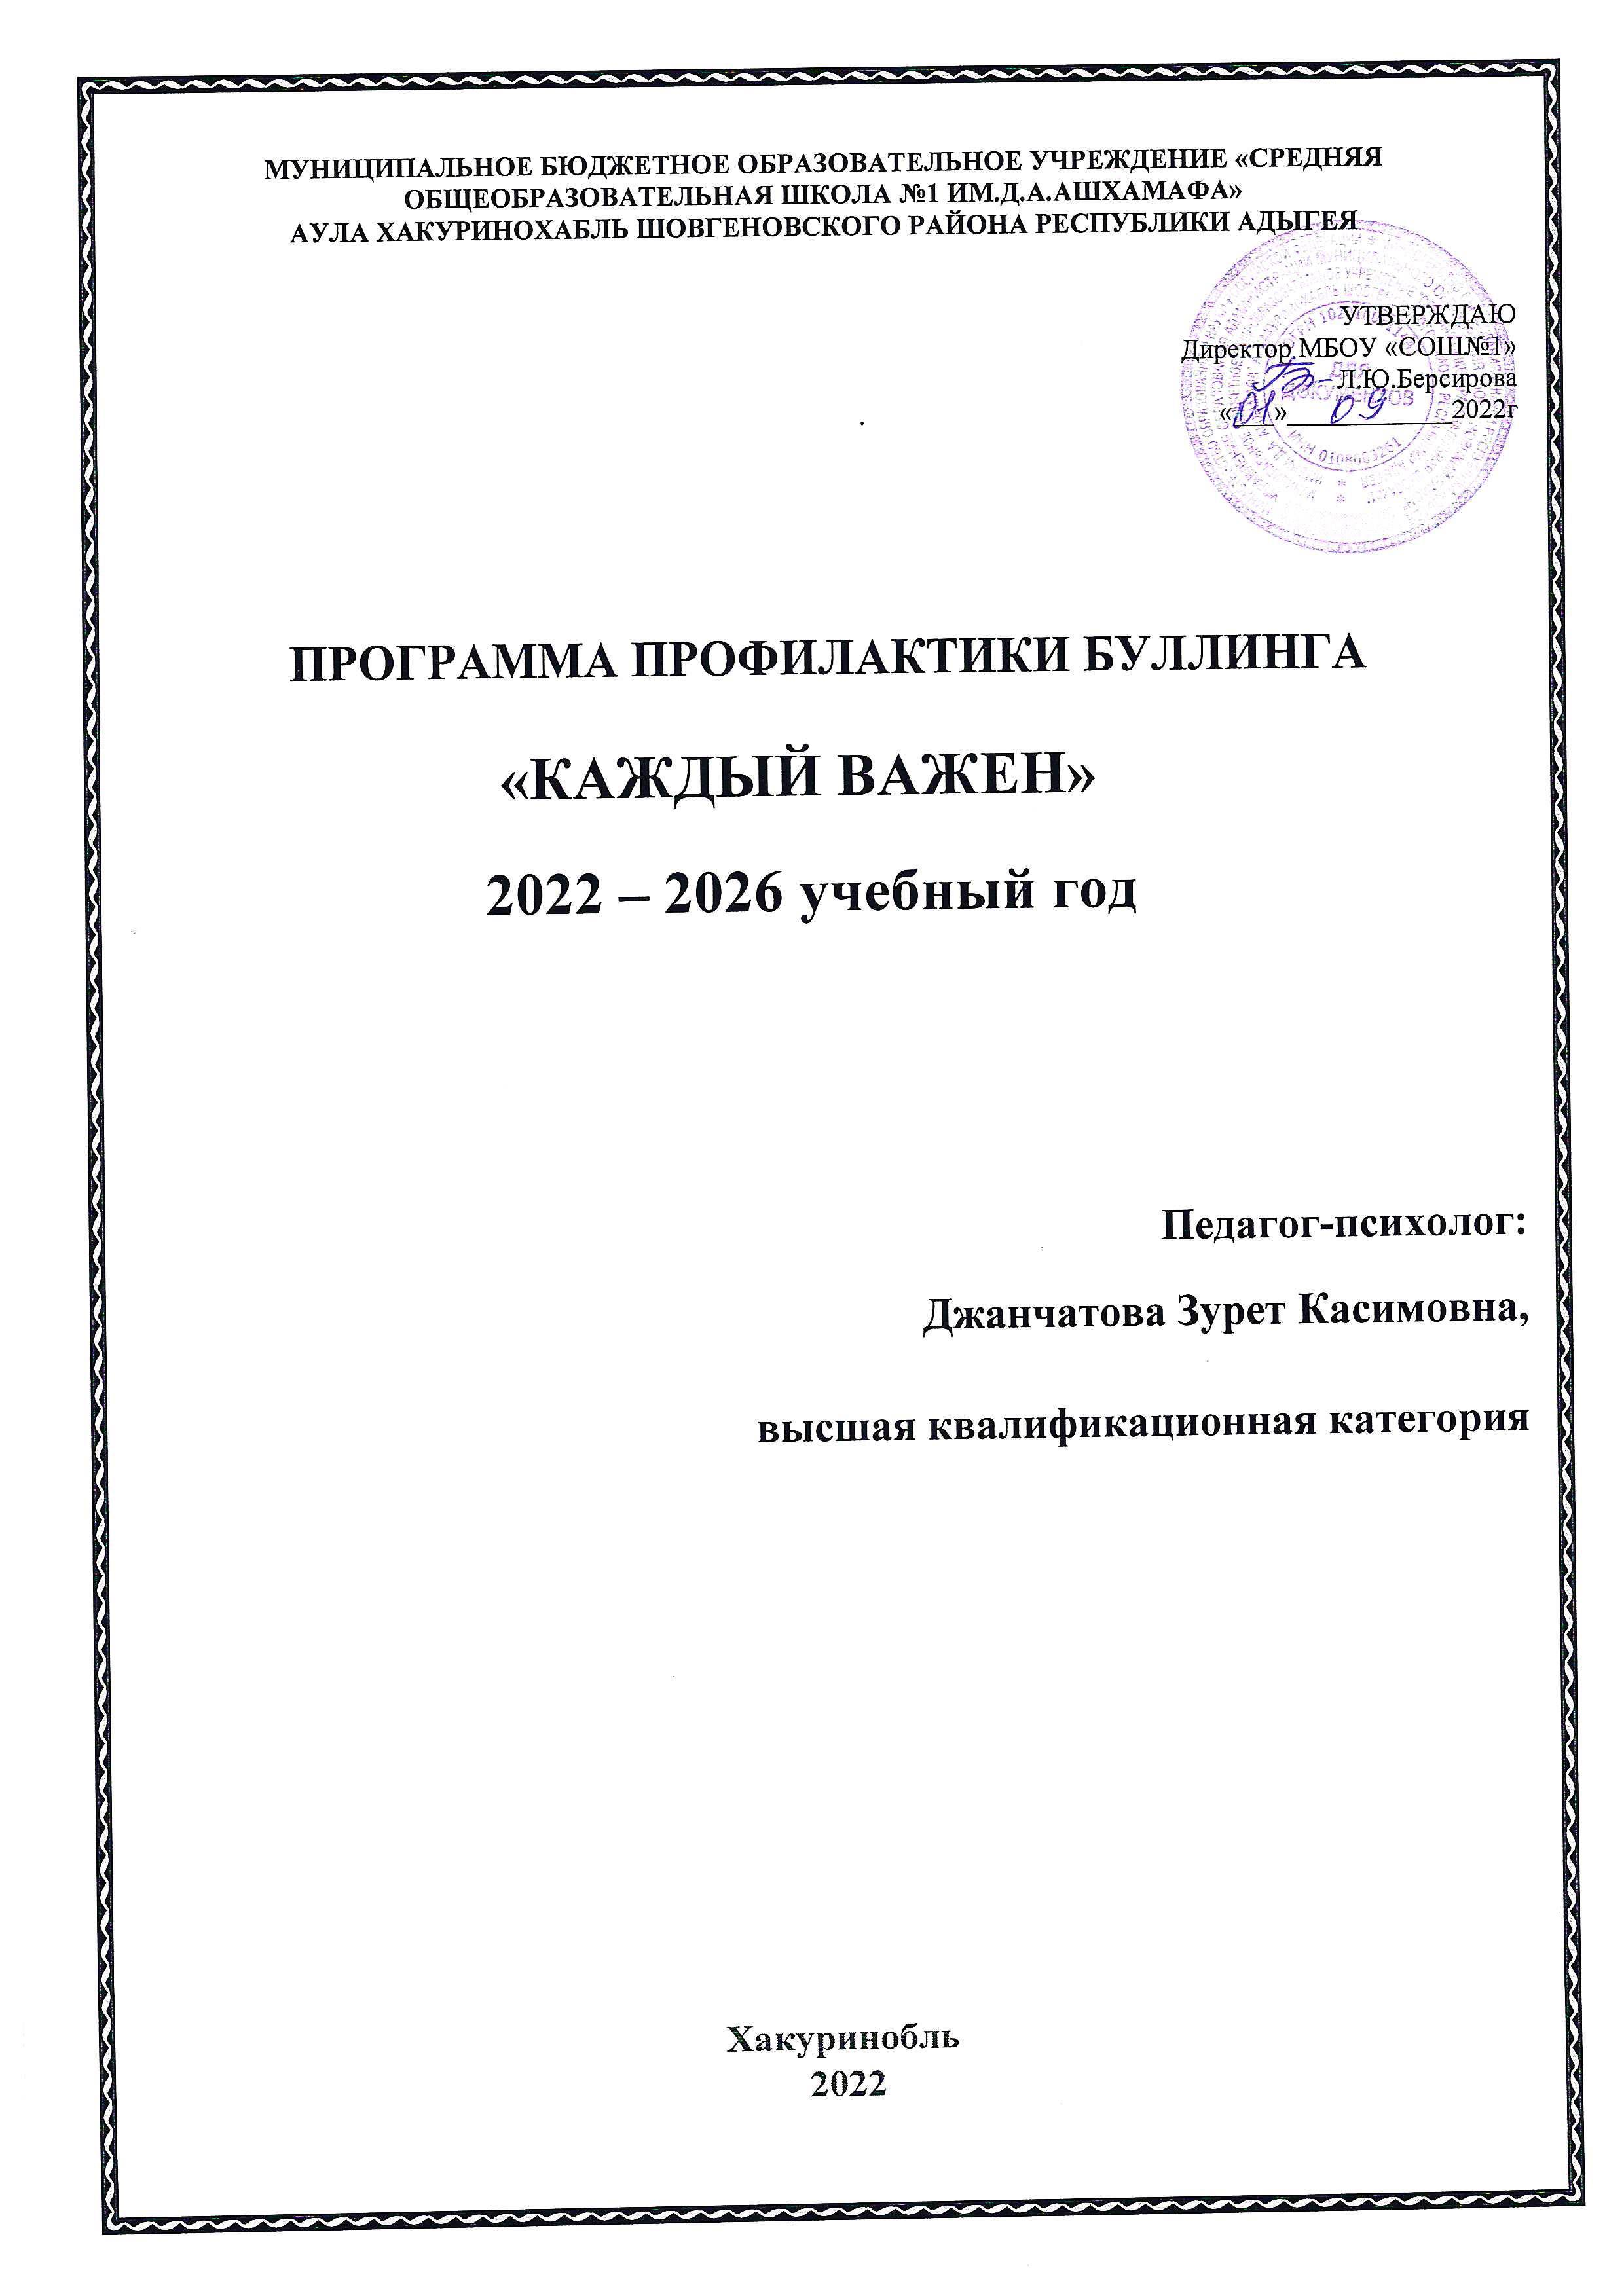 МУНИЦИПАЛЬНОЕ БЮДЖЕТНОЕ ОБРАЗОВАТЕЛЬНОЕ УЧРЕЖДЕНИЕ «СРЕДНЯЯ
ОБЩЕОБРАЗОВАТЕЛЬНАЯ ШКОЛА №1 ИМ.Д.А.АШХАМАФА»
АУЛА ХАКУРИНОХАБЛЬ ШОВГЕНОВСКОГО РАЙОНА РЕСПУБЛИКИ АДЫГЕЯ
УТВЕРЖДАЮ
Директор МБОУ «СОШ№1»
Л.Ю.Берсирова
«01» 09 2022г
ДЛЯ
ДОКУМЕНТОВ
ПРОГРАММА ПРОФИЛАКТИКИ БУЛЛИНГА
«КАЖДЫЙ ВАЖЕН»
2022 – 2026 учебный год
Педагог-психолог:
Джанчатова Зурет Касимовна,
высшая квалификационная категория
Хакуринобль
2022